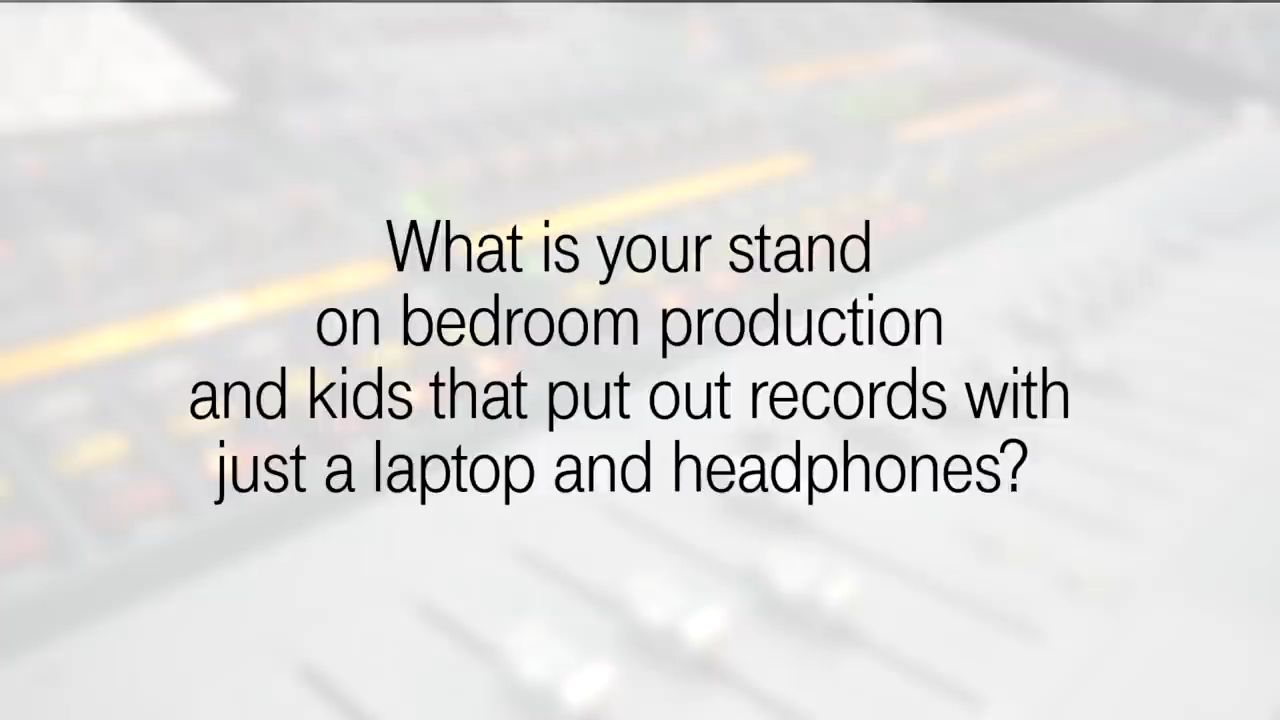 What is your stand
on bedroom production
and kids that put out records with
just a laptop and headphones?